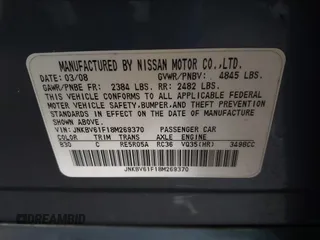 MANUFACTURED BY NISSAN MOTOR CO.,LTD.
03/08 GVWR/PNBV: 4845 LBS.
GAWR/PNBE FR: 2384 LBS. RR: 2482 LBS.
THIS VEHICLE CONFORMS TO ALL APPLICABLE FEDERAL
MOTOR VEHICLE SAFETY, BUMPER, AND THEFT PREVENTION
STANDARDS IN EFFECT ON THE DATE OF MANUFACTURE
SHOWN ABOVE.
VIN: JNKBV61F18M269370 PASSENGER CAR
COLOR TRIM TRANS AXLE ENGINE MODEL
B30 C RE5R05A RC36 VQ35(HR)
JNKBV61F18M269370
© AMERIDAMAGE